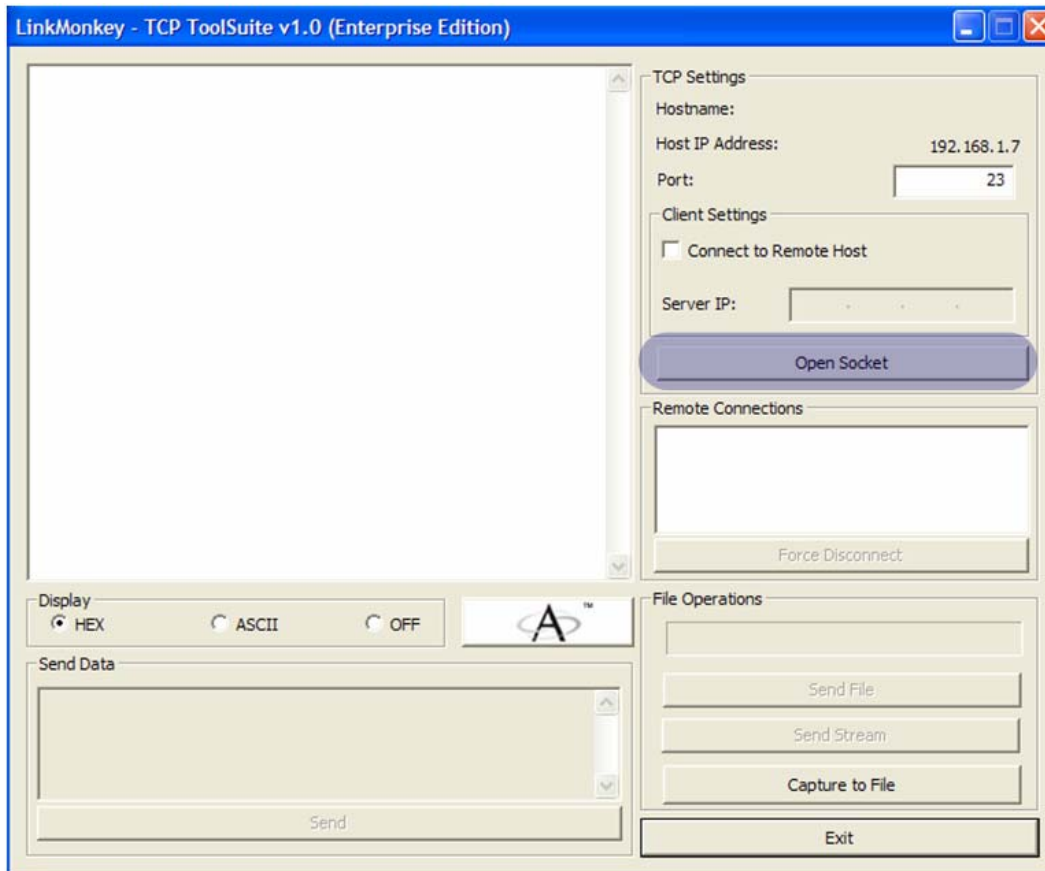 LinkMonkey - TCP ToolSuite v1.0 (Enterprise Edition)
TCP Settings
Hostname:
Host IP Address: 192.168.1.7
Port: 23
Client Settings
Connect to Remote Host
Server IP: . . .
Open Socket
Remote Connections
Force Disconnect
Display
HEX ASCII OFF
A™
Send Data
Send
File Operations
Send File
Send Stream
Capture to File
Exit